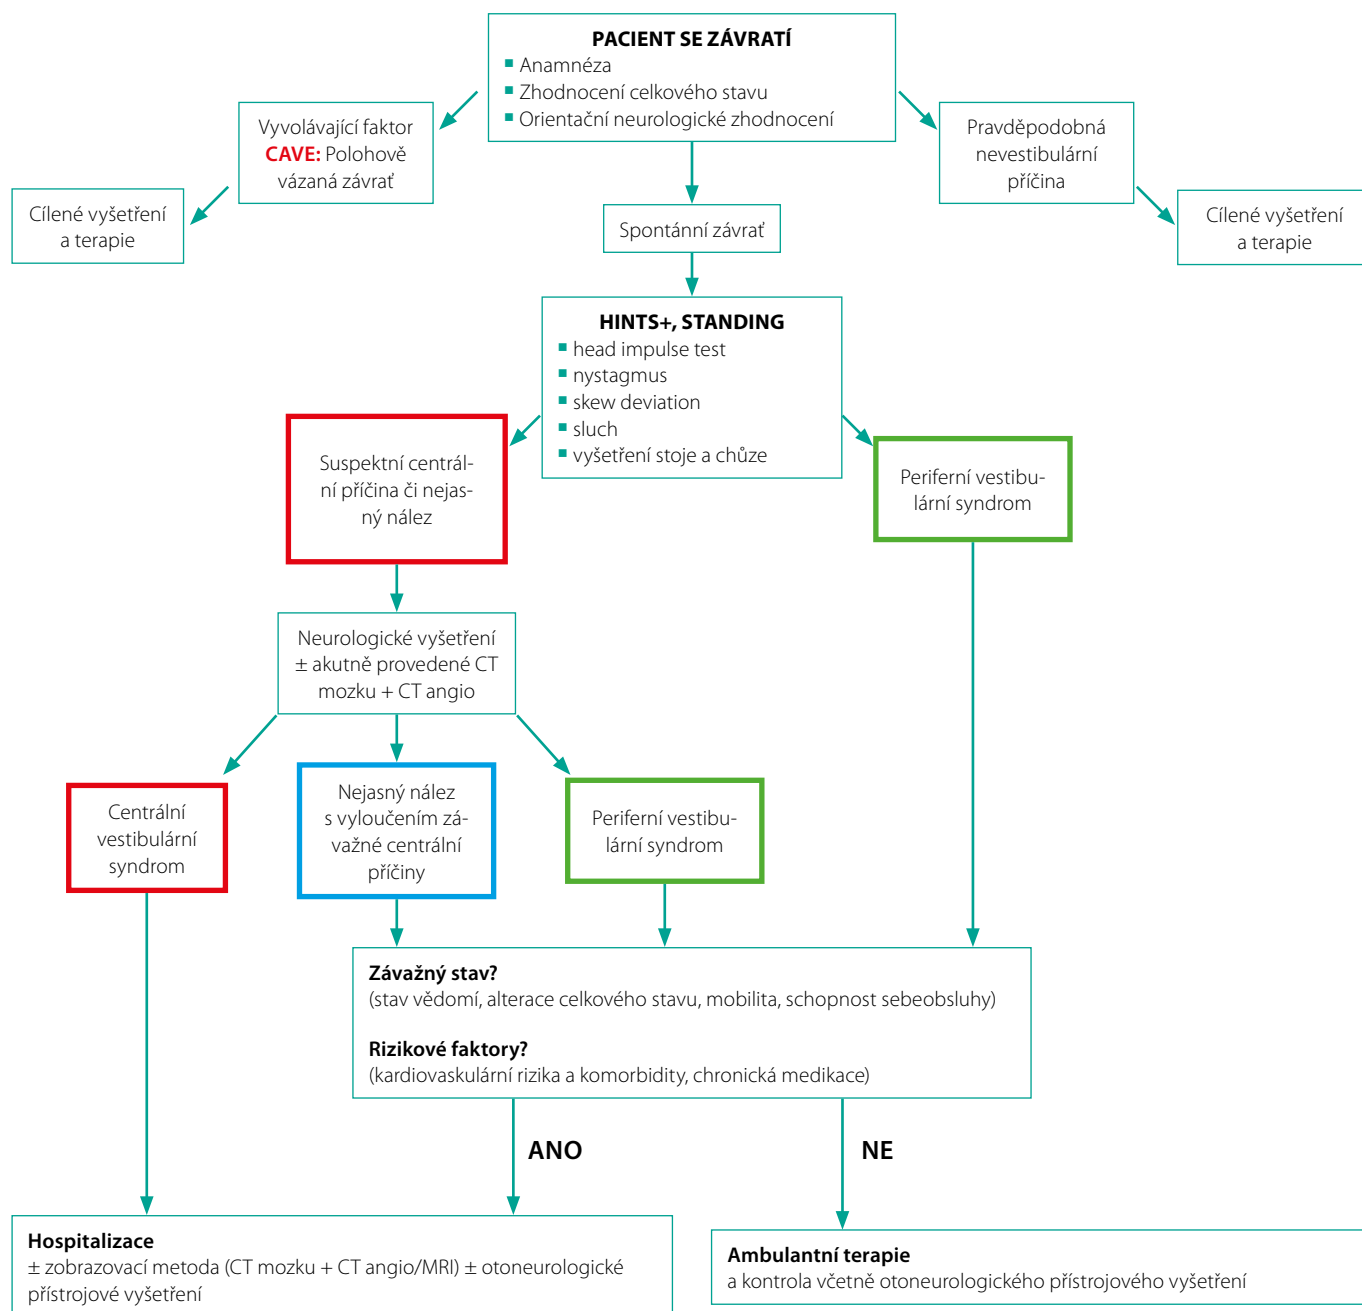 PACIENT SE ZÁVRATÍ
▪ Anamnéza
▪ Zhodnocení celkového stavu
▪ Orientační neurologické zhodnocení
Vyvolávající faktor
CAVE: Polohově
vázaná závrať
Pravděpodobná
nevestibulární
příčina
Cílené vyšetření
a terapie
Spontánní závrať
Cílené vyšetření
a terapie
HINTS+, STANDING
▪ head impulse test
▪ nystagmus
▪ skew deviation
▪ sluch
▪ vyšetření stoje a chůze
Suspektní centrál-
ní příčina či nejas-
ný nález
Periferní vestibu-
lární syndrom
Neurologické vyšetření
± akutně provedené CT
mozku + CT angio
Centrální
vestibulární
syndrom
Nejasný nález
s vyloučením zá-
važné centrální
příčiny
Periferní vestibu-
lární syndrom
Závažný stav?
(stav vědomí, alterace celkového stavu, mobilita, schopnost sebeobsluhy)
Rizikové faktory?
(kardiovaskulární rizika a komorbidity, chronická medikace)
ANO
NE
Hospitalizace
± zobrazovací metoda (CT mozku + CT angio/MRI) ± otoneurologické
přístrojové vyšetření
Ambulantní terapie
a kontrola včetně otoneurologického přístrojového vyšetření